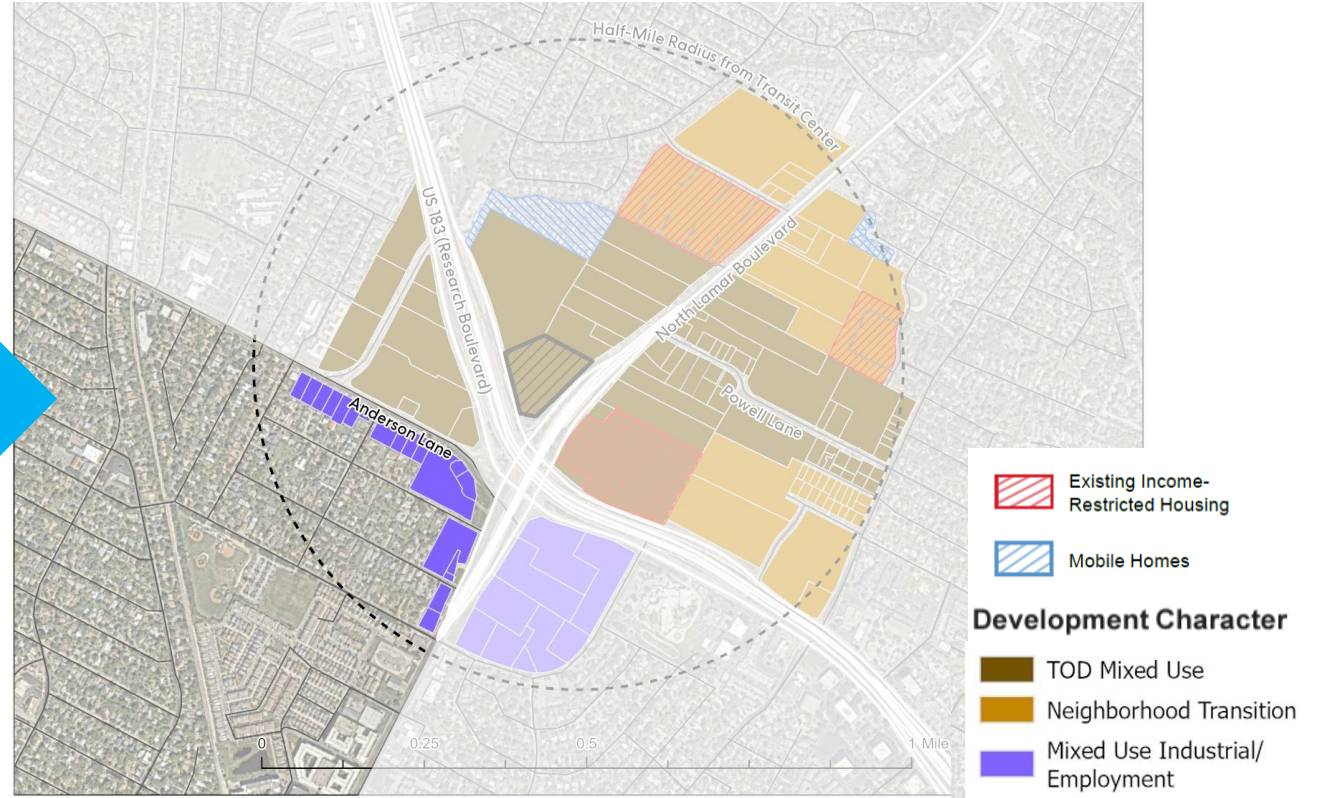 Half-Mile Radius from Transit Center
US 183 (Research Boulevard)
North Lamar Boulevard
Anderson Lane
Powell Lane
0
0.25
0.5
1 Mile
Existing Income-
Restricted Housing
Mobile Homes
Development Character
TOD Mixed Use
Neighborhood Transition
Mixed Use Industrial/
Employment